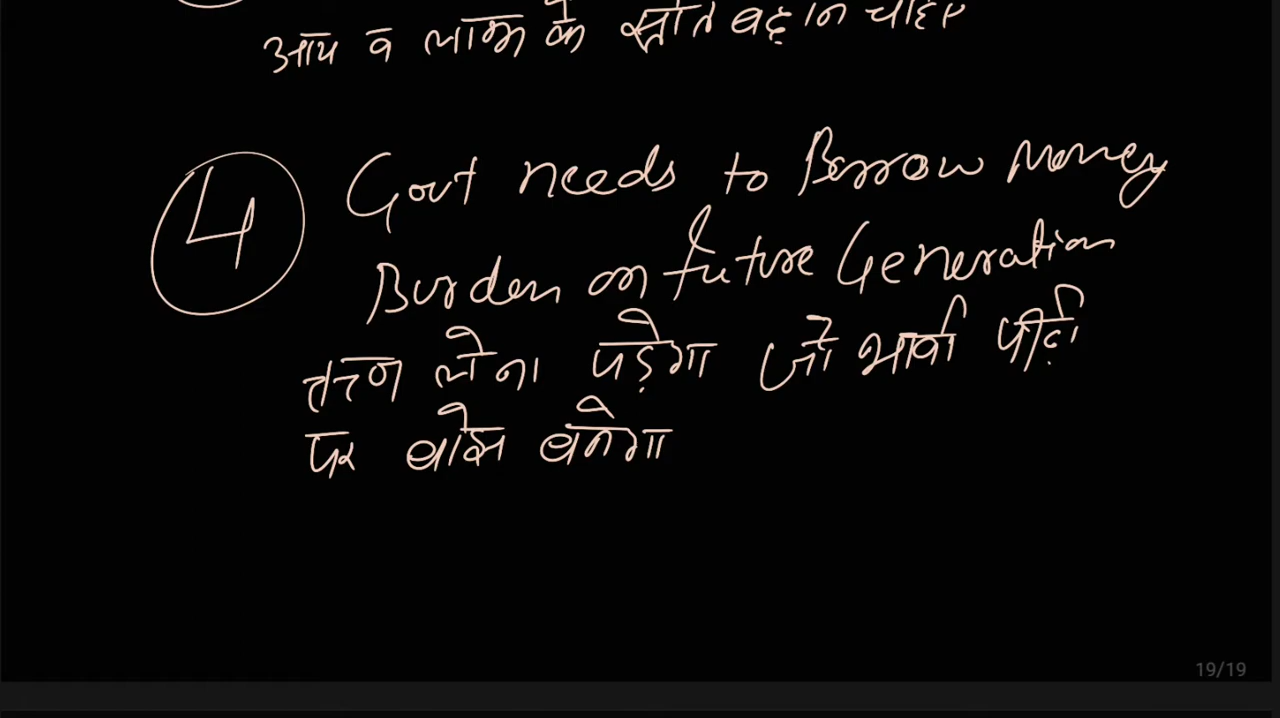 आय व लाभ के स्रोत बढ़ाने चाहिए
4 Govt needs to Borrow Money
Burden on future Generation
ऋण लेना पड़ेगा जो भावी पीढ़ी
पर बोझ बनेगा
19/19